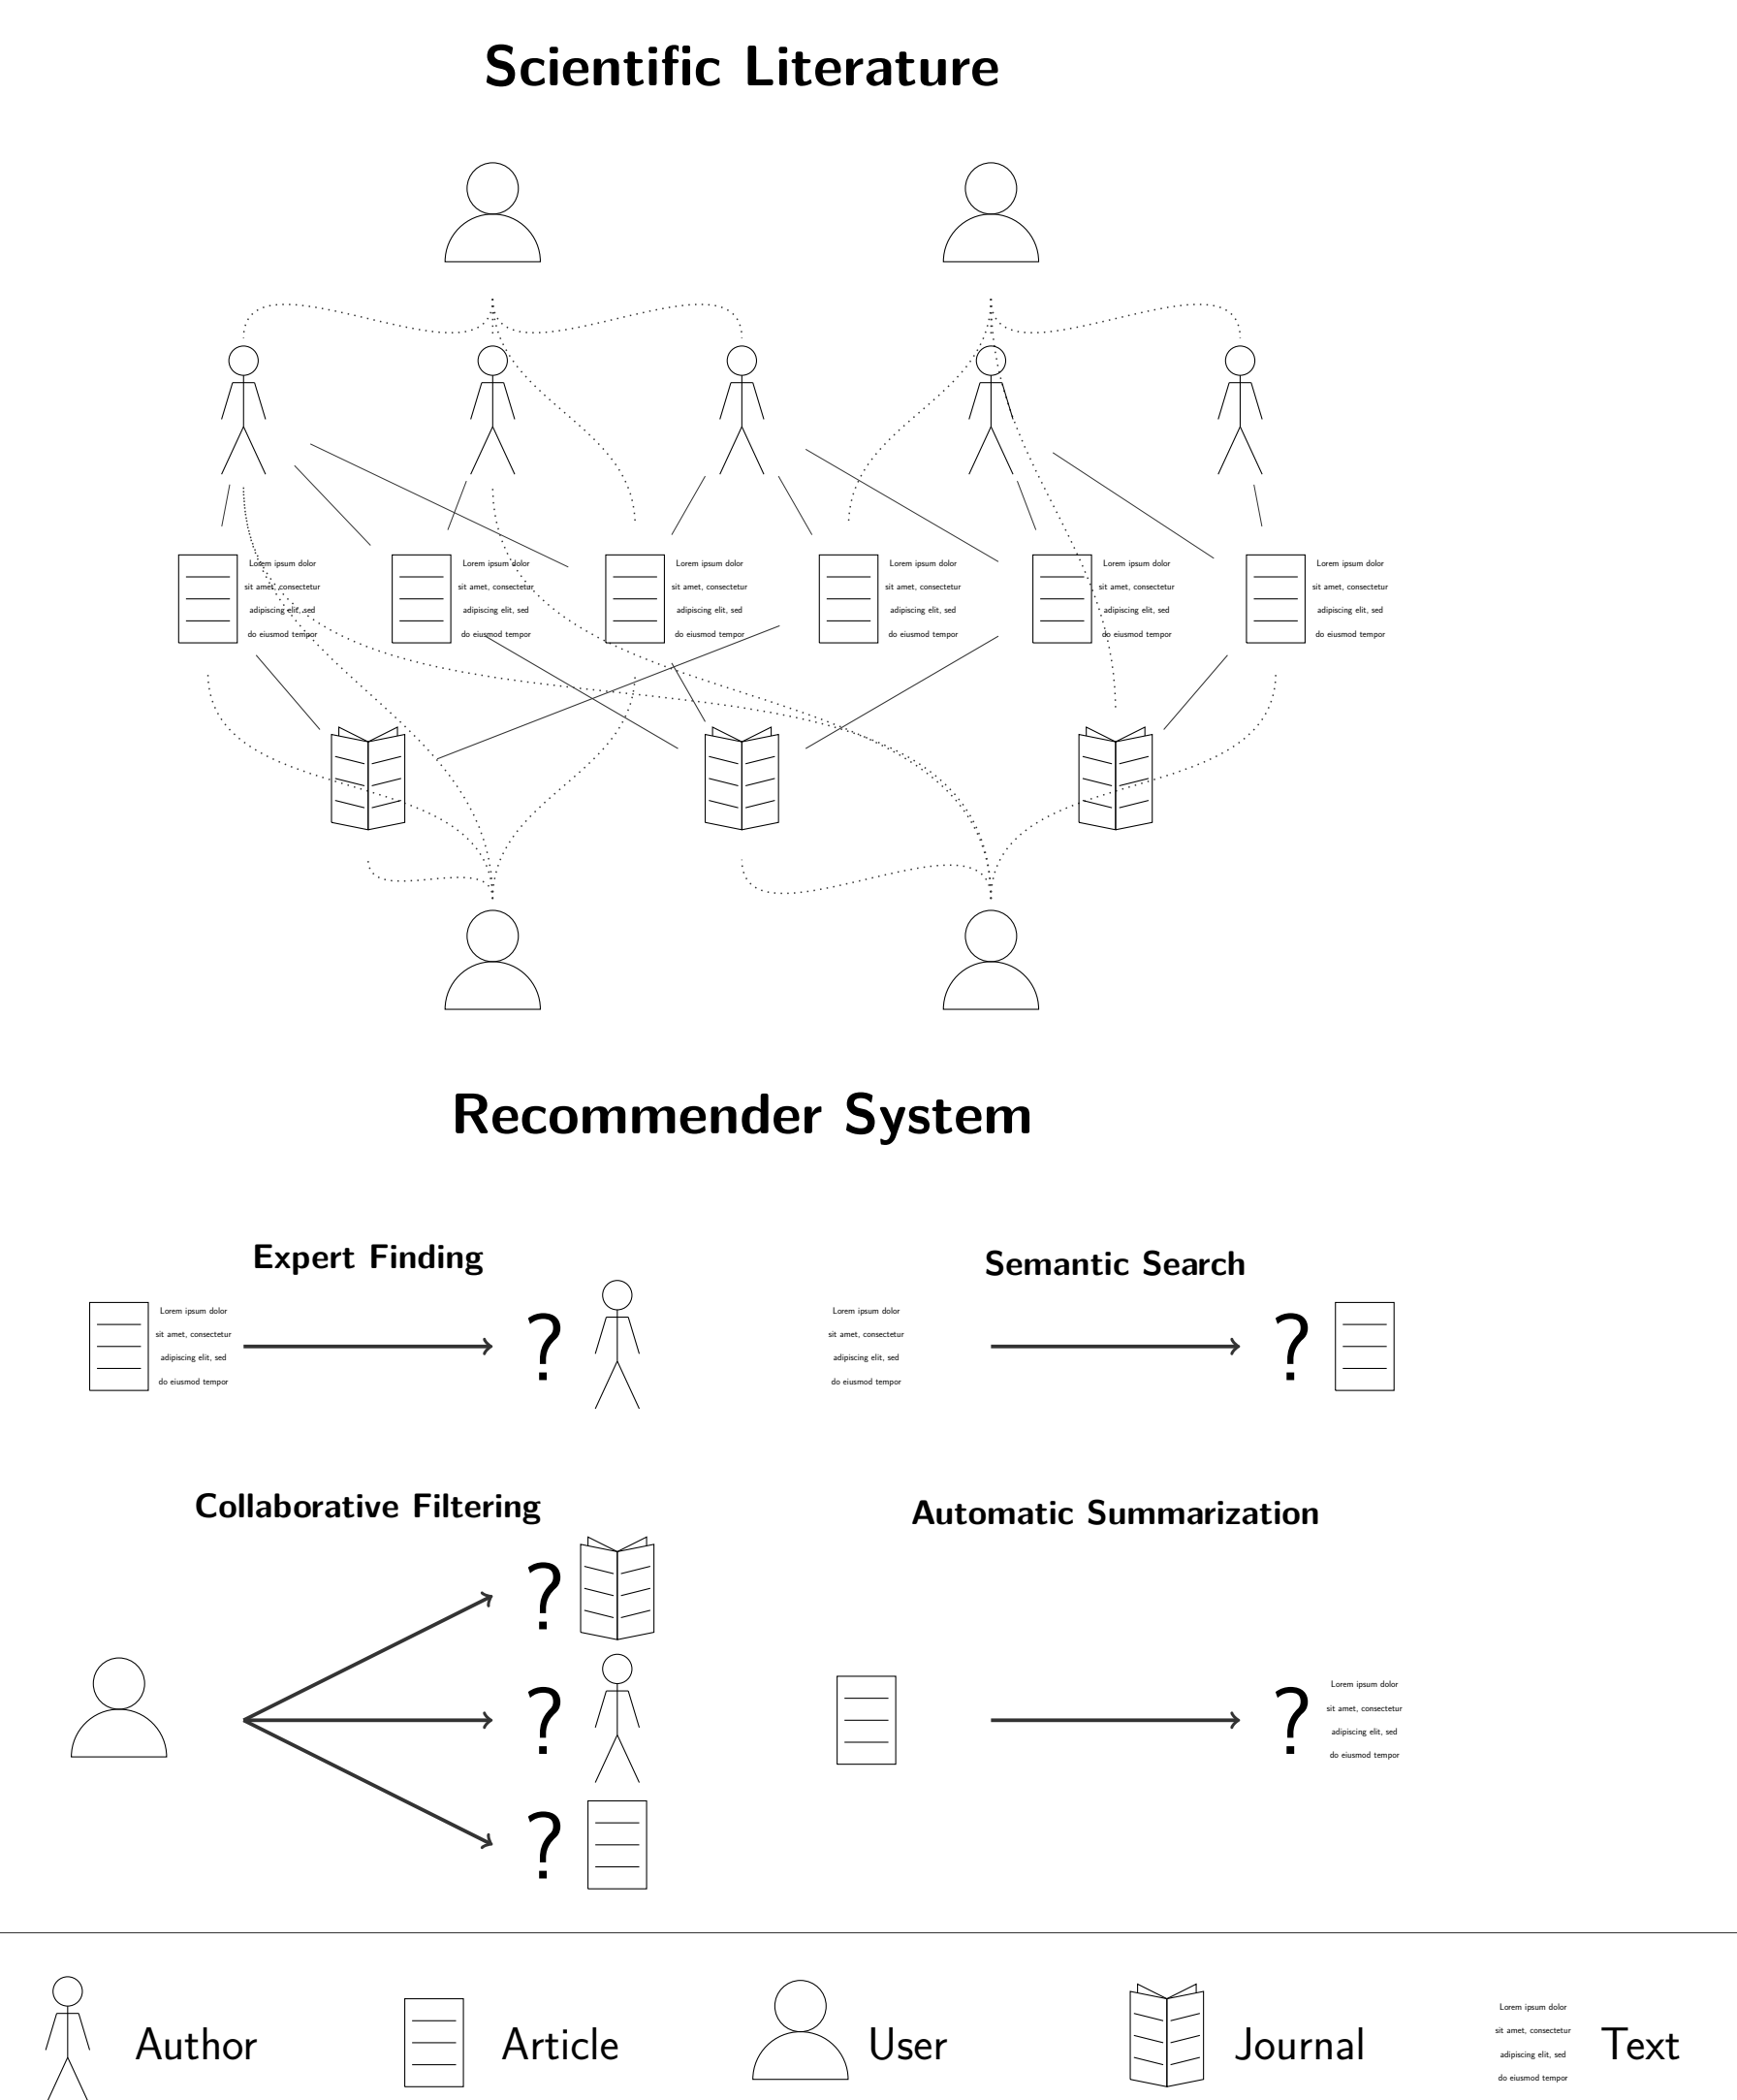 Scientific Literature
Lorem ipsum dolor
sit amet, consectetur
adipiscing elit, sed
do eiusmod tempor
Lorem ipsum dolor
sit amet, consectetur
adipiscing elit, sed
do eiusmod tempor
Lorem ipsum dolor
sit amet, consectetur
adipiscing elit, sed
do eiusmod tempor
Lorem ipsum dolor
sit amet, consectetur
adipiscing elit, sed
do eiusmod tempor
Lorem ipsum dolor
sit amet, consectetur
adipiscing elit, sed
do eiusmod tempor
Lorem ipsum dolor
sit amet, consectetur
adipiscing elit, sed
do eiusmod tempor
Recommender System
Expert Finding
Lorem ipsum dolor
sit amet, consectetur
adipiscing elit, sed
do eiusmod tempor
?
Semantic Search
Lorem ipsum dolor
sit amet, consectetur
adipiscing elit, sed
do eiusmod tempor
?
Collaborative Filtering
?
?
?
Automatic Summarization
?
Lorem ipsum dolor
sit amet, consectetur
adipiscing elit, sed
do eiusmod tempor
Author
Article
User
Journal
Lorem ipsum dolor
sit amet, consectetur
adipiscing elit, sed
do eiusmod tempor
Text